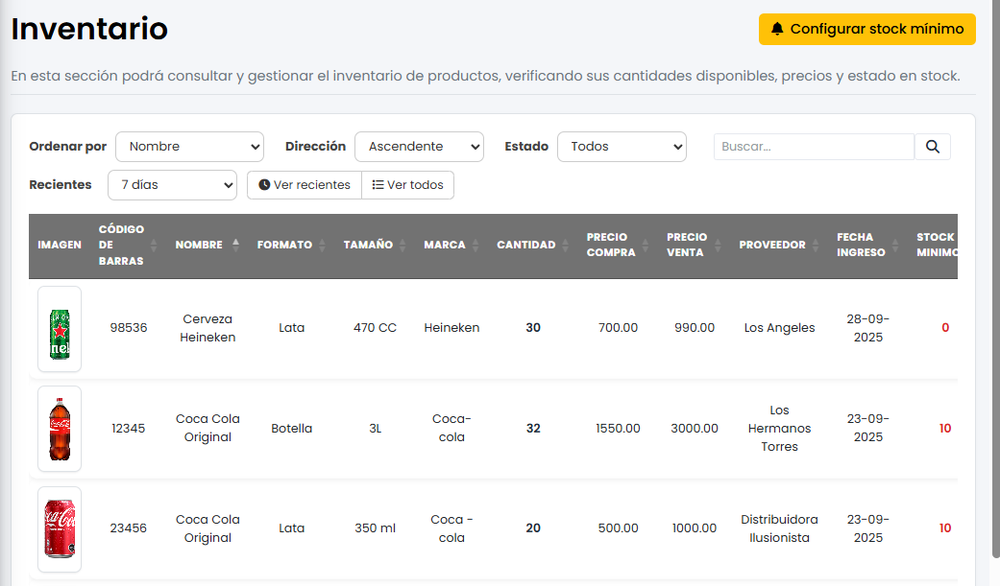 Inventario
Configurar stock mínimo
En esta sección podrá consultar y gestionar el inventario de productos, verificando sus cantidades disponibles, precios y estado en stock.
Ordenar por Nombre Dirección Ascendente Estado Todos Buscar...
Recientes 7 días Ver recientes Ver todos
IMAGEN CÓDIGO DE BARRAS NOMBRE FORMATO TAMAÑO MARCA CANTIDAD PRECIO COMPRA PRECIO VENTA PROVEEDOR FECHA INGRESO STOCK MINIMO
98536 Cerveza Heineken Lata 470 CC Heineken 30 700.00 990.00 Los Angeles 28-09-2025 0
12345 Coca Cola Original Botella 3L Coca-cola 32 1550.00 3000.00 Los Hermanos Torres 23-09-2025 10
23456 Coca Cola Original Lata 350 ml Coca - cola 20 500.00 1000.00 Distribuidora Ilusionista 23-09-2025 10